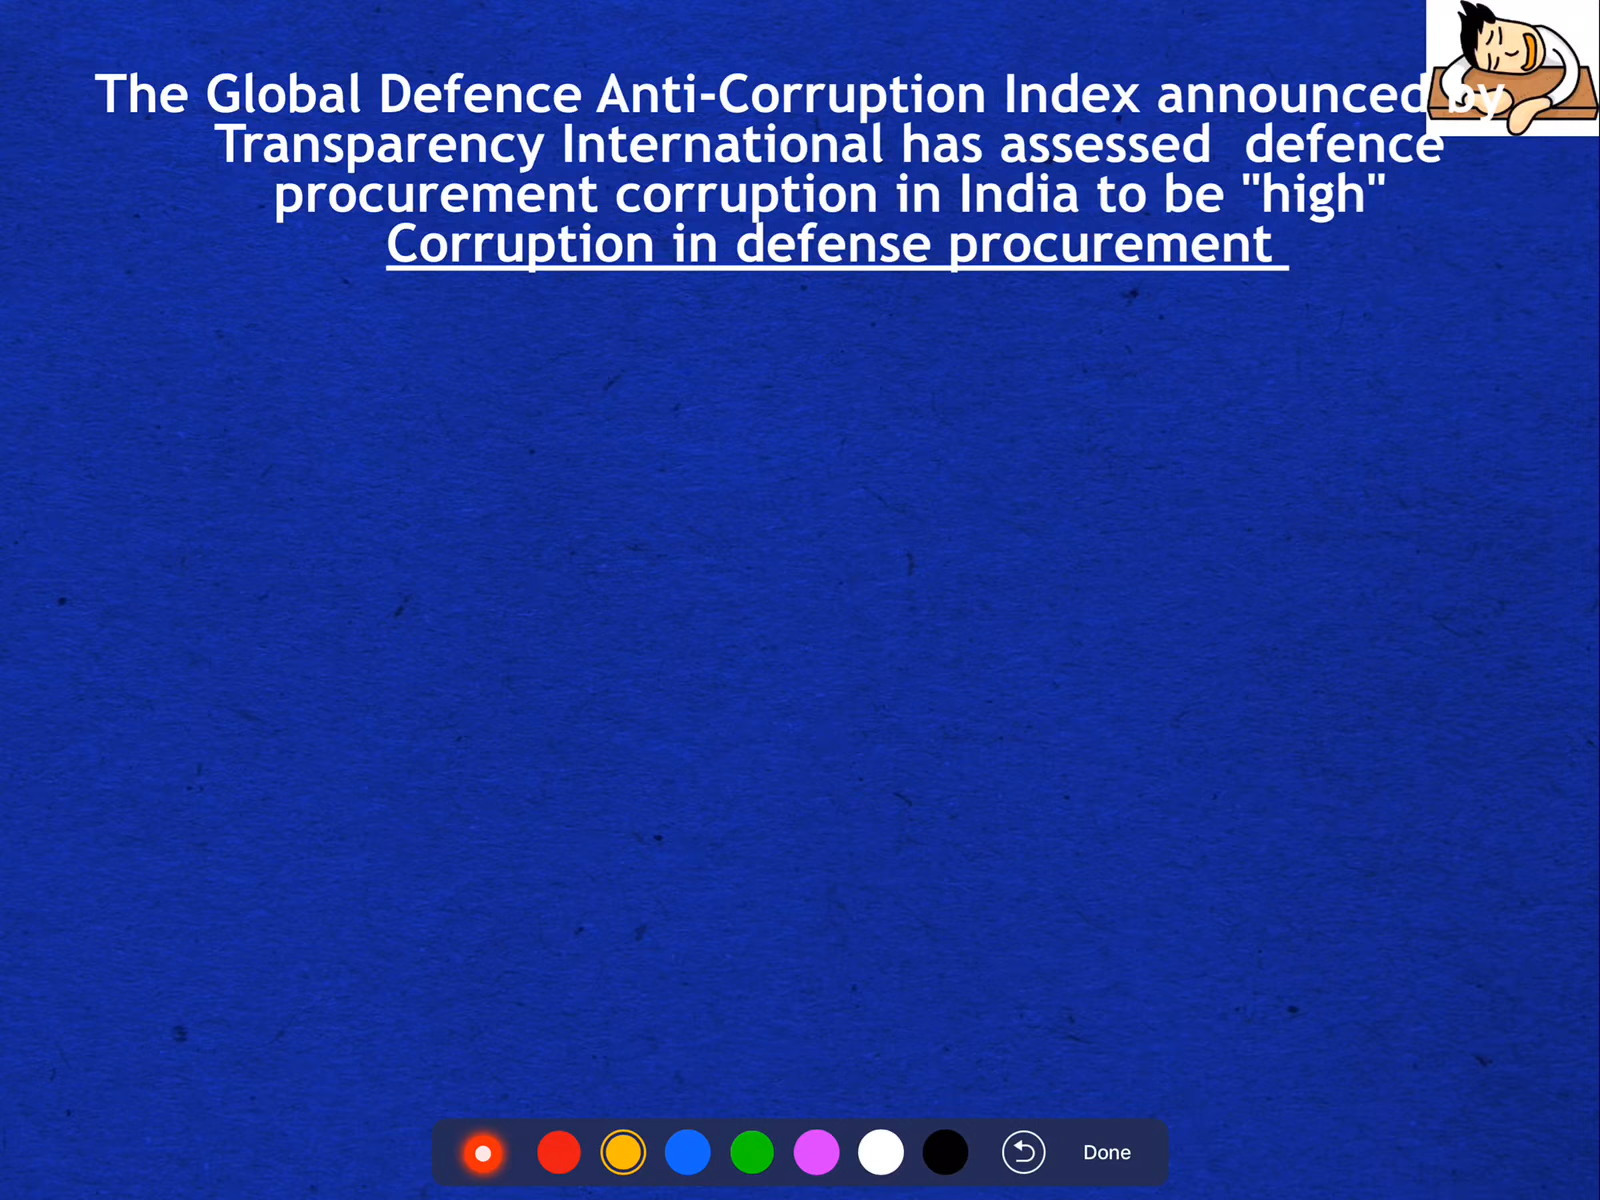 The Global Defence Anti-Corruption Index announced by
Transparency International has assessed  defence
procurement corruption in India to be "high"
Corruption in defense procurement
Done